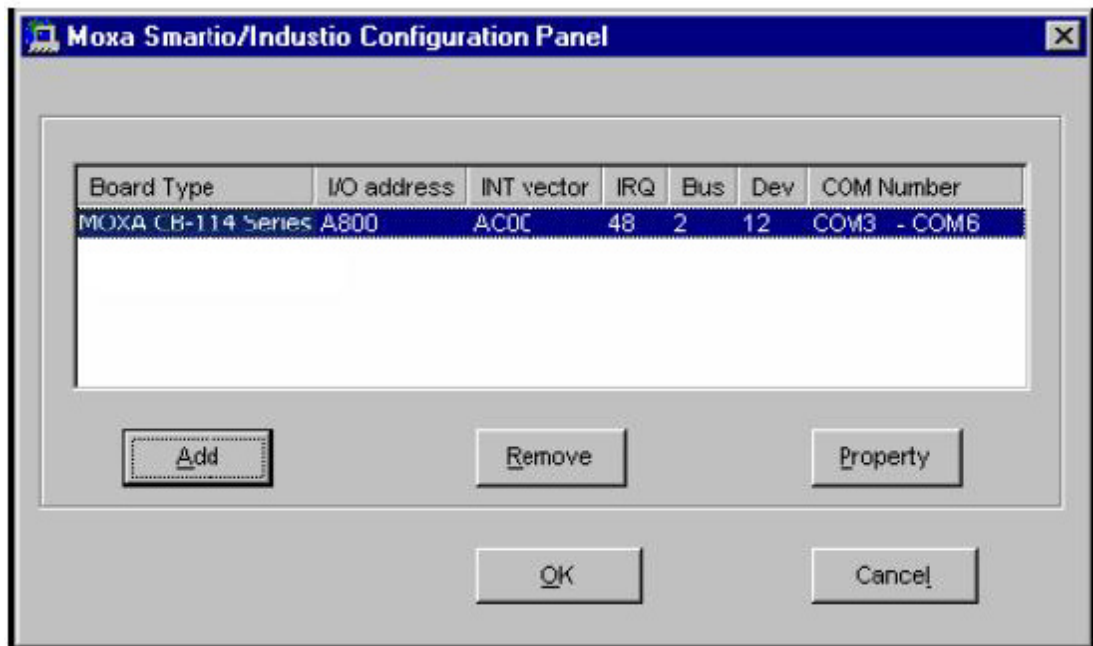 Moxa Smartio/Industio Configuration Panel
Board Type I/O address INT vector IRQ Bus Dev COM Number
MOXA CB-114 Series A800 AC00 48 2 12 COM3 - COM6
Add Remove Property
OK Cancel